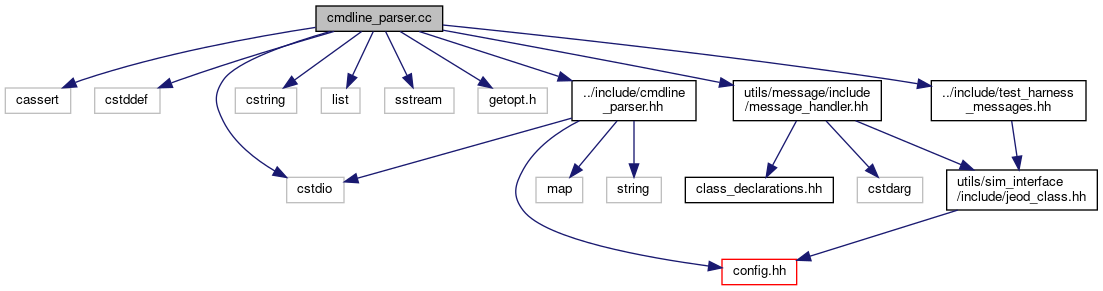 cmdline_parser.cc
cassert
cstddef
cstring
list
sstream
getopt.h
../include/cmdline
_parser.hh
utils/message/include
/message_handler.hh
../include/test_harness
_messages.hh
cstdio
map
string
class_declarations.hh
cstdarg
utils/sim_interface
/include/jeod_class.hh
config.hh